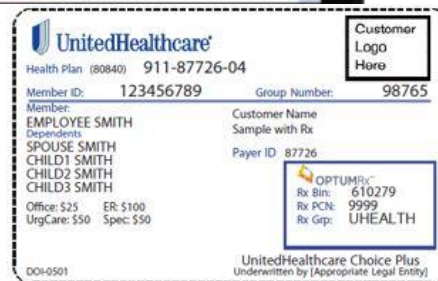 UnitedHealthcare®
Customer
Logo
Here
Health Plan (80840) 911-87726-04
Member ID: 123456789 Group Number: 98765
Member:
EMPLOYEE SMITH
Dependents
SPOUSE SMITH
CHILD1 SMITH
CHILD2 SMITH
CHILD3 SMITH
Office: $25 ER: $100
UrgCare: $50 Spec: $50
Customer Name
Sample with Rx
Payer ID 87726
OPTUMRx™
Rx Bin: 610279
Rx PCN: 9999
Rx Grp: UHEALTH
UnitedHealthcare Choice Plus
DOI-0501 Underwritten by [Appropriate Legal Entity]